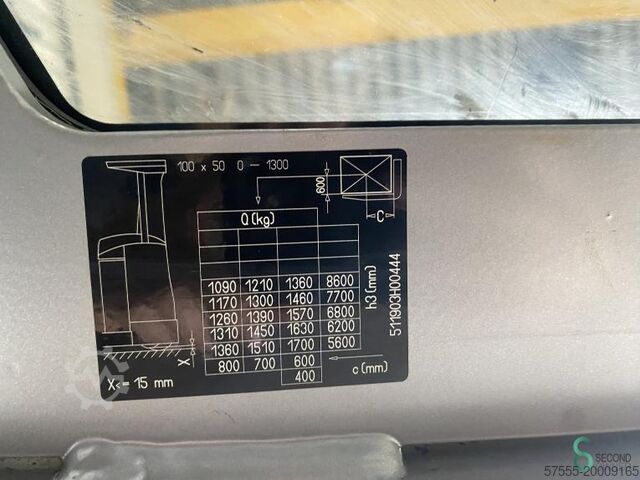 100 x 50 0 — 1300
600
C
Q (kg)
1090 1210 1360 8600
1170 1300 1460 7700
1260 1390 1570 6800
1310 1450 1630 6200
1360 1510 1700 5600
800 700 600
400
h3 (mm)
c (mm)
X
X<= 15 mm
511903H00444
SECOND
57555-20009165